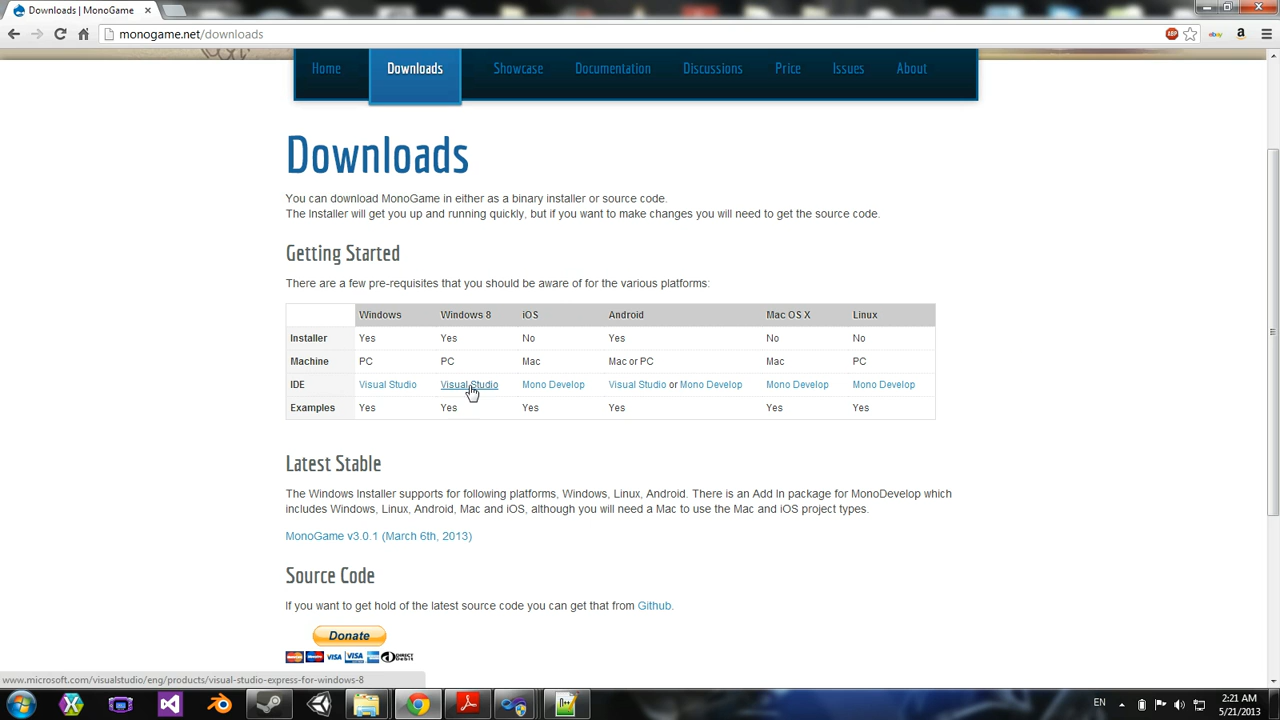 Downloads | MonoGame
monogame.net/downloads
ABP
ebay
a
Home Downloads Showcase Documentation Discussions Price Issues About
Downloads
You can download MonoGame in either as a binary installer or source code.
The Installer will get you up and running quickly, but if you want to make changes you will need to get the source code.
Getting Started
There are a few pre-requisites that you should be aware of for the various platforms:
Windows Windows 8 iOS Android Mac OS X Linux
Installer Yes Yes No Yes No No
Machine PC PC Mac Mac or PC Mac PC
IDE Visual Studio Visual Studio Mono Develop Visual Studio or Mono Develop Mono Develop Mono Develop
Examples Yes Yes Yes Yes Yes Yes
Latest Stable
The Windows Installer supports for following platforms, Windows, Linux, Android. There is an Add In package for MonoDevelop which
includes Windows, Linux, Android, Mac and iOS, although you will need a Mac to use the Mac and iOS project types.
MonoGame v3.0.1 (March 6th, 2013)
Source Code
If you want to get hold of the latest source code you can get that from Github.
Donate
VISA VISA DIRECT Debit
www.microsoft.com/visualstudio/eng/products/visual-studio-express-for-windows-8
EN
2:21 AM
5/21/2013